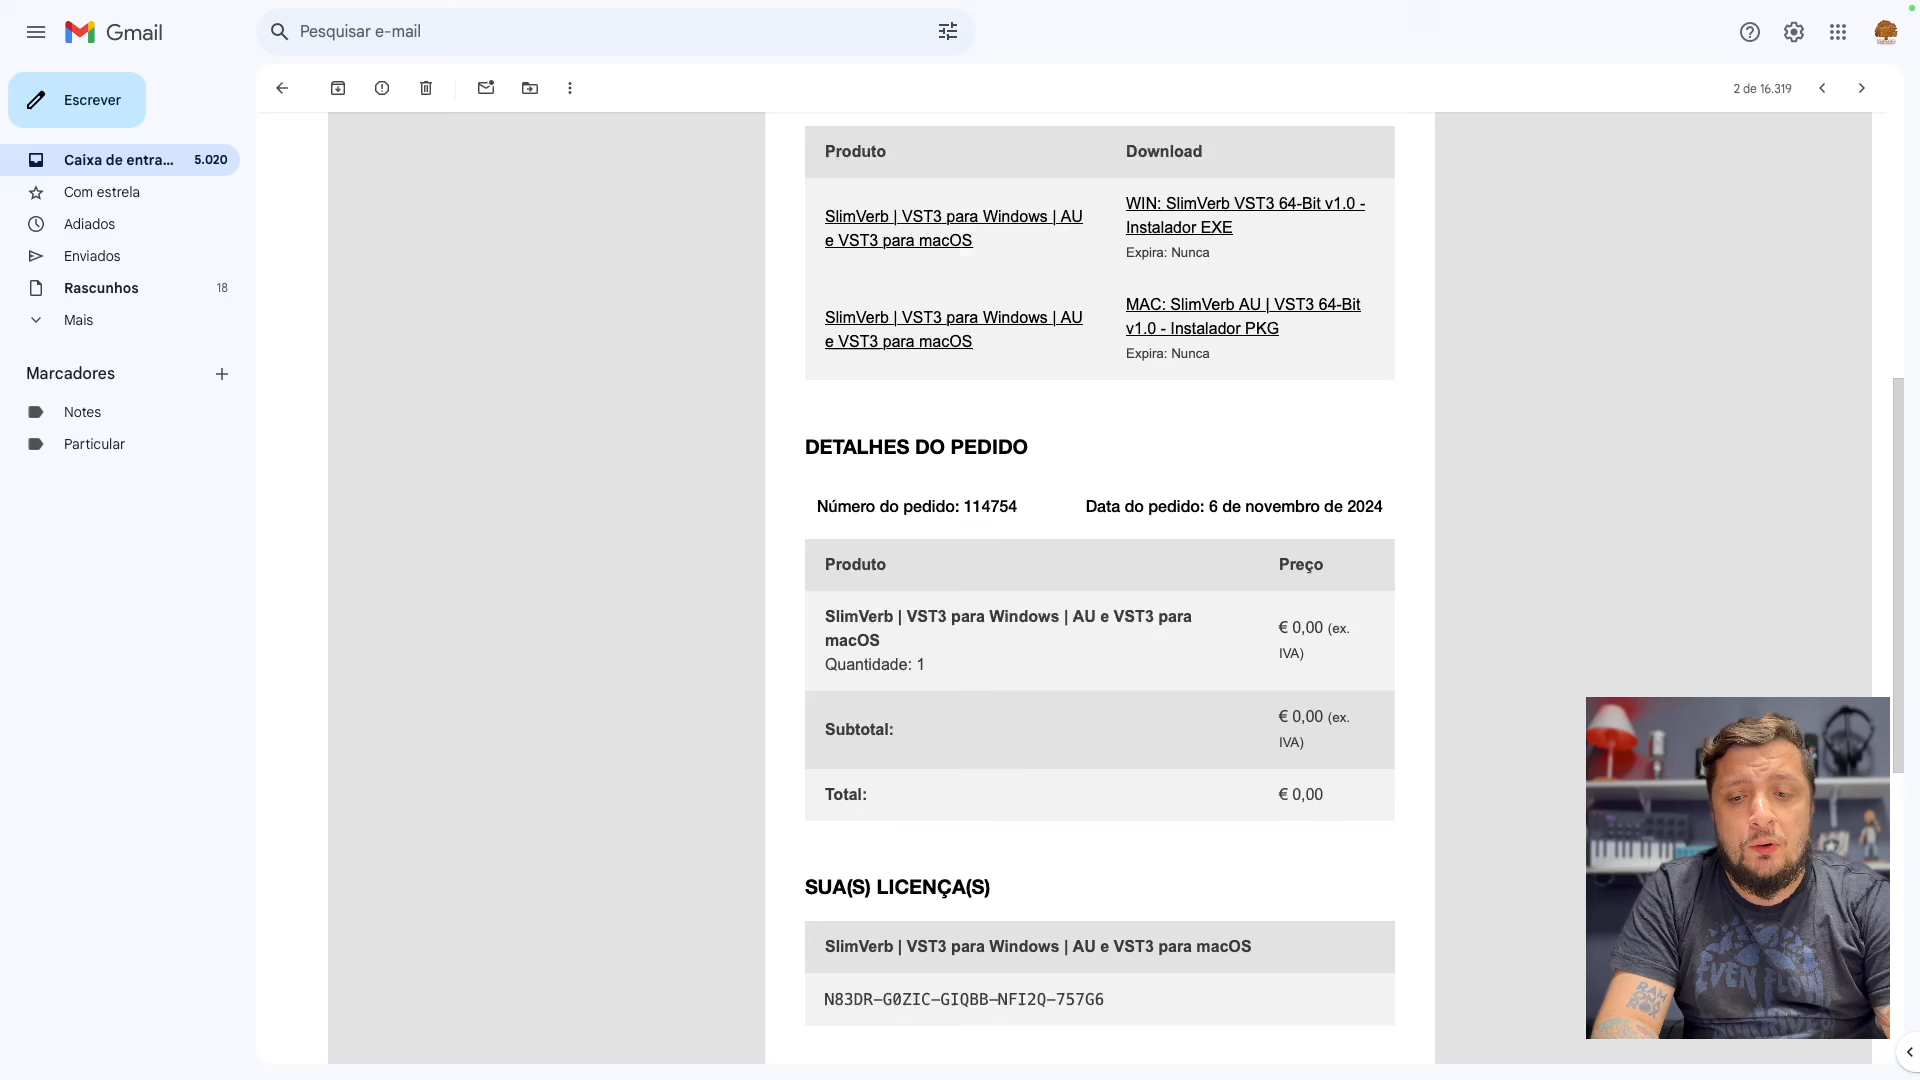 Gmail
Pesquisar e-mail
Escrever
2 de 16.319
Caixa de entra... 5.020
Com estrela
Adiados
Enviados
Rascunhos 18
Mais
Marcadores
Notes
Particular
Produto Download
SlimVerb | VST3 para Windows | AU
e VST3 para macOS
WIN: SlimVerb VST3 64-Bit v1.0 -
Instalador EXE
Expira: Nunca
SlimVerb | VST3 para Windows | AU
e VST3 para macOS
MAC: SlimVerb AU | VST3 64-Bit
v1.0 - Instalador PKG
Expira: Nunca
DETALHES DO PEDIDO
Número do pedido: 114754 Data do pedido: 6 de novembro de 2024
Produto Preço
SlimVerb | VST3 para Windows | AU e VST3 para
macOS
Quantidade: 1
€ 0,00 (ex.
IVA)
Subtotal:
€ 0,00 (ex.
IVA)
Total: € 0,00
SUA(S) LICENÇA(S)
SlimVerb | VST3 para Windows | AU e VST3 para macOS
N83DR-G0ZIC-GIQBB-NFI2Q-757G6
EVEN FLOW